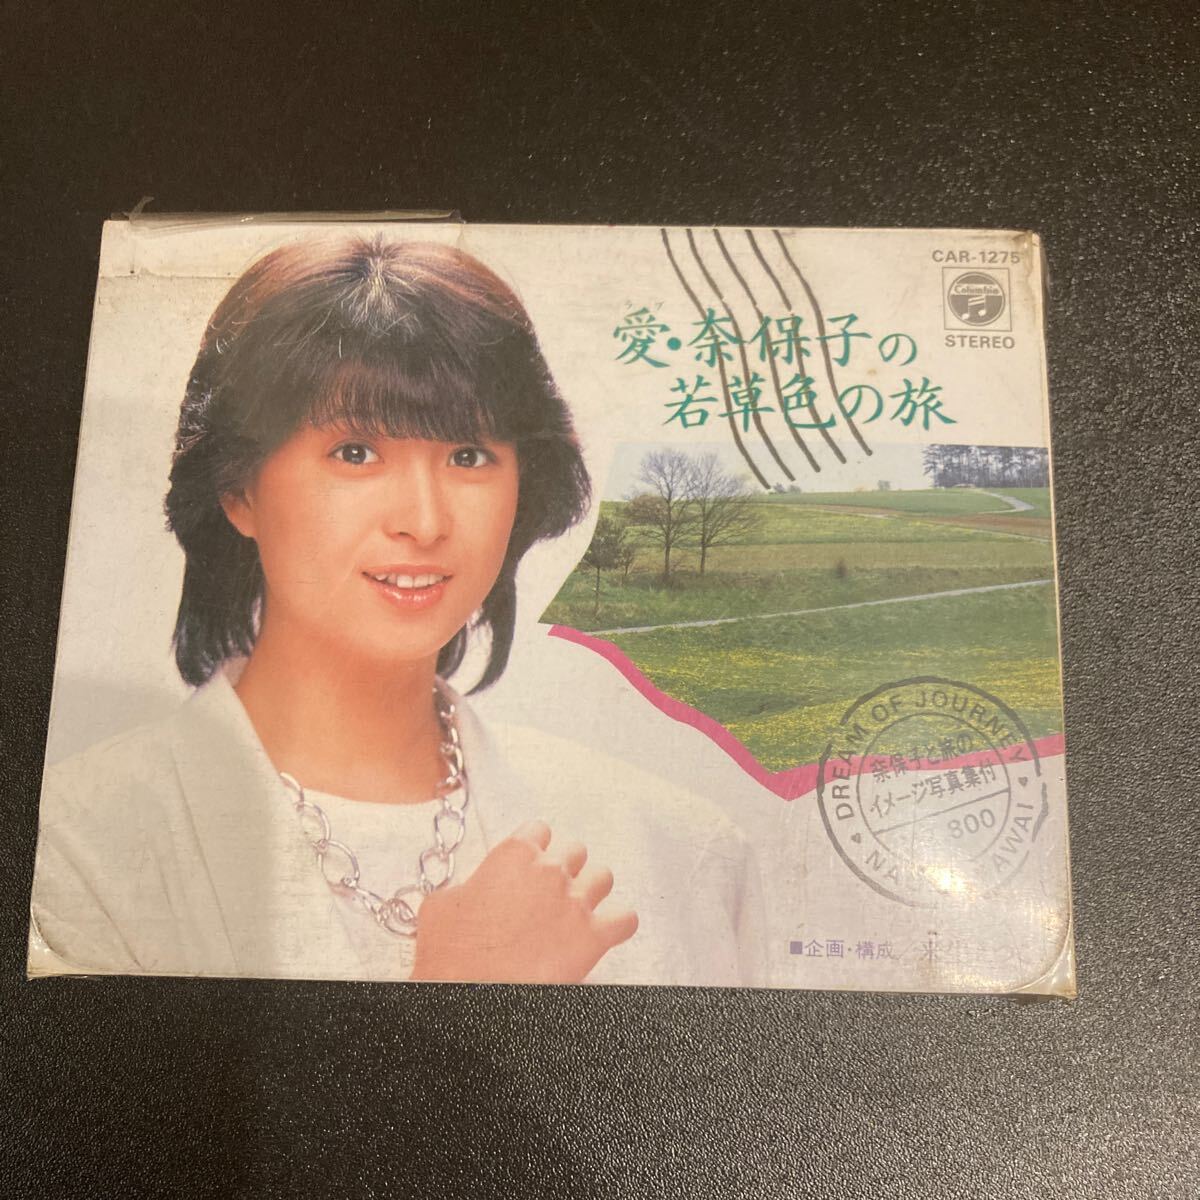 CAR-1275
Columbia
STEREO
ラブ
愛・奈保子の
若草色の旅
DREAM OF JOURNEY
奈保子と旅の
イメージ写真集付
800
■企画・構成／来生